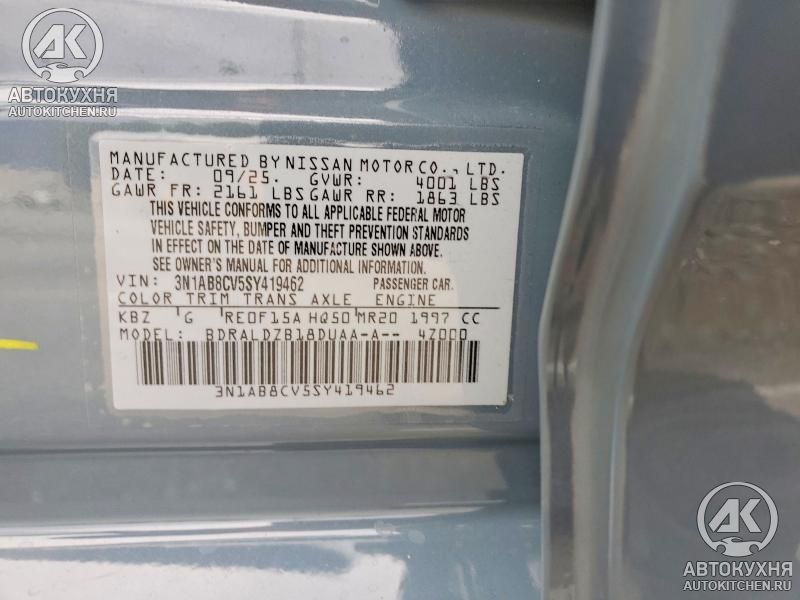 АК
АВТОКУХНЯ
AUTOKITCHEN.RU
MANUFACTURED BY NISSAN MOTOR CO., LTD.
DATE: 09/25. GVWR: 4001 LBS
GAWR FR: 2161 LBS GAWR RR: 1863 LBS
THIS VEHICLE CONFORMS TO ALL APPLICABLE FEDERAL MOTOR
VEHICLE SAFETY, BUMPER AND THEFT PREVENTION STANDARDS
IN EFFECT ON THE DATE OF MANUFACTURE SHOWN ABOVE.
SEE OWNER'S MANUAL FOR ADDITIONAL INFORMATION.
VIN: 3N1AB8CV5SY419462 PASSENGER CAR.
COLOR TRIM TRANS AXLE ENGINE
KBZ G RE0F15A HQ50 MR20 1997 CC
MODEL: BDRALDZB18DUAA-A-- 4Z000
3N1AB8CV5SY419462
АК
АВТОКУХНЯ
AUTOKITCHEN.RU